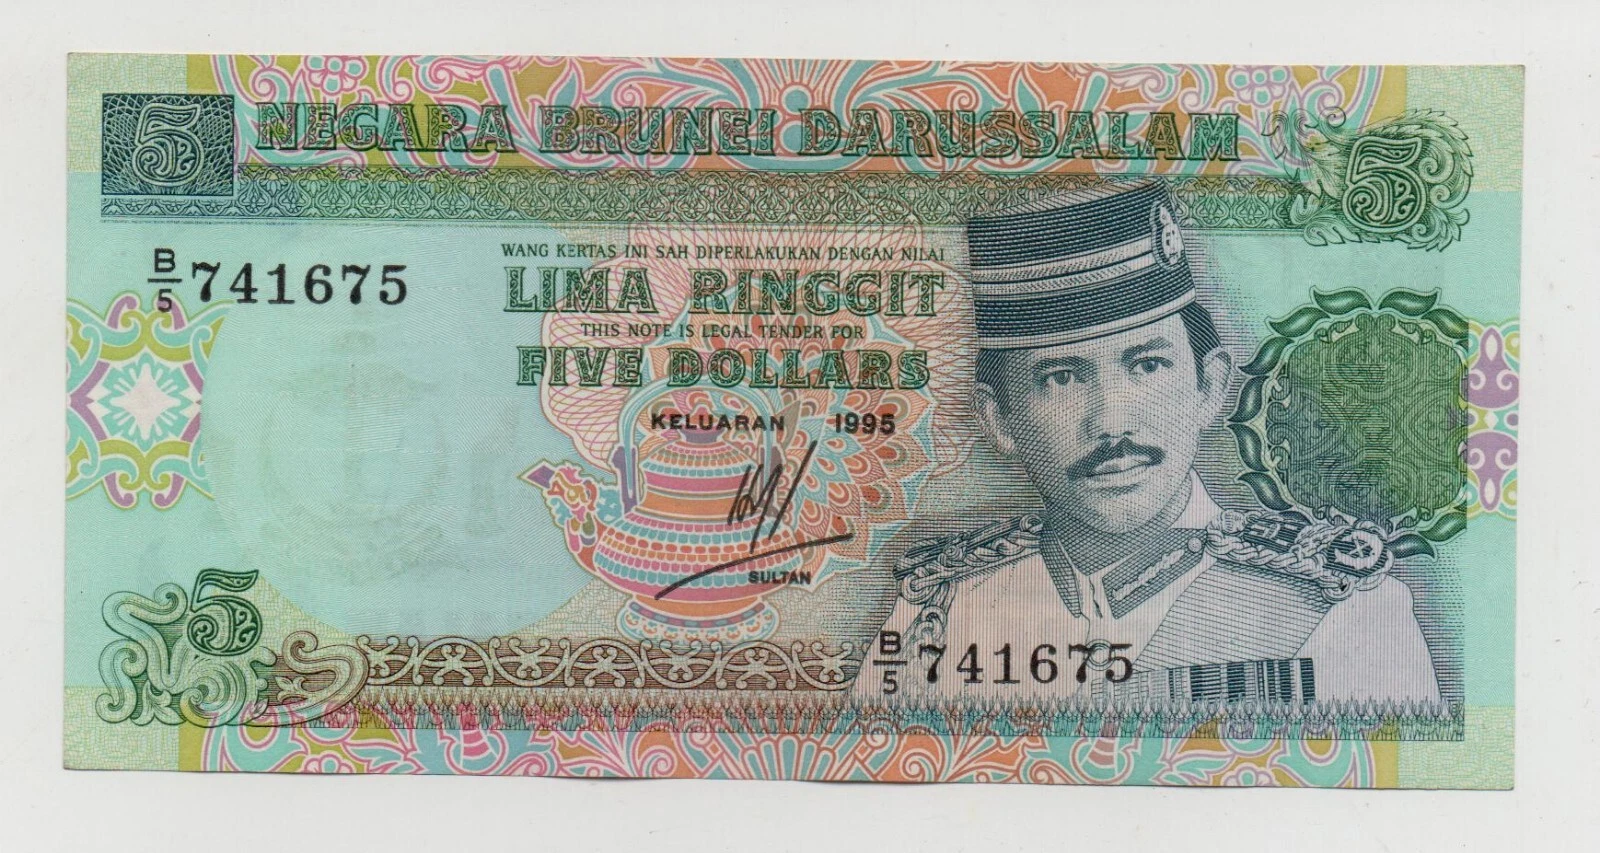 5 NEGARA BRUNEI DARUSSALAM 5
B/5 741675
WANG KERTAS INI SAH DIPERLAKUKAN DENGAN NILAI
LIMA RINGGIT
THIS NOTE IS LEGAL TENDER FOR
FIVE DOLLARS
KELUARAN 1995
SULTAN
5
B/5 741675